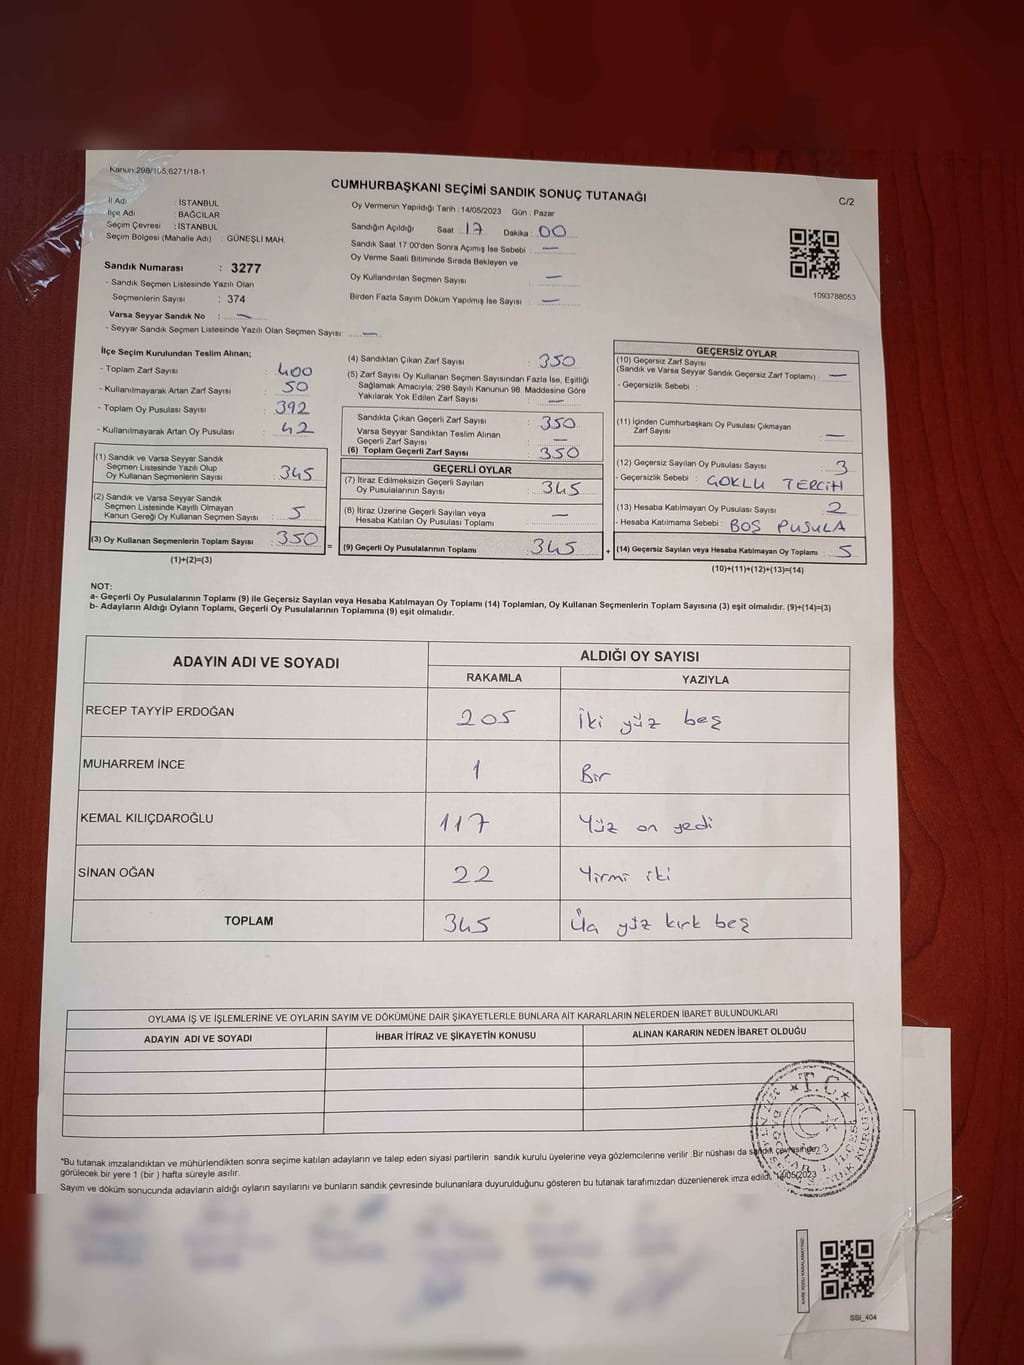 Kanun:298/105,6271/18-1
CUMHURBAŞKANI SEÇİMİ SANDIK SONUÇ TUTANAĞI
C/2
İl Adı : İSTANBUL
İlçe Adı : BAĞCILAR
Seçim Çevresi : İSTANBUL
Seçim Bölgesi (Mahalle Adı) : GÜNEŞLİ MAH.
Sandık Numarası : 3277
- Sandık Seçmen Listesinde Yazılı Olan
Seçmenlerin Sayısı : 374
Varsa Seyyar Sandık No : —
- Seyyar Sandık Seçmen Listesinde Yazılı Olan Seçmen Sayısı: —
Oy Vermenin Yapıldığı Tarih : 14/05/2023 Gün : Pazar
Sandığın Açıldığı Saat : 17 Dakika : 00
Sandık Saat 17:00'den Sonra Açımış İse Sebebi : —
Oy Verme Saati Bitiminde Sırada Bekleyen ve
Oy Kullandırılan Seçmen Sayısı : —
Birden Fazla Sayım Döküm Yapılmış İse Sayısı : —
1093788053
İlçe Seçim Kurulundan Teslim Alınan;
- Toplam Zarf Sayısı : 400
- Kullanılmayarak Artan Zarf Sayısı : 50
- Toplam Oy Pusulası Sayısı : 392
- Kullanılmayarak Artan Oy Pusulası : 42
(1) Sandık ve Varsa Seyyar Sandık
Seçmen Listesinde Yazılı Olup
Oy Kullanan Seçmenlerin Sayısı : 345
(2) Sandık ve Varsa Seyyar Sandık
Seçmen Listesinde Kayıtlı Olmayan
Kanun Gereği Oy Kullanan Seçmen Sayısı : 5
(3) Oy Kullanan Seçmenlerin Toplam Sayısı : 350
(1)+(2)=(3)
(4) Sandıktan Çıkan Zarf Sayısı : 350
(5) Zarf Sayısı Oy Kullanan Seçmen Sayısından Fazla İse, Eşitliği
Sağlamak Amacıyla; 298 Sayılı Kanunun 98. Maddesine Göre
Yakılarak Yok Edilen Zarf Sayısı : —
Sandıkta Çıkan Geçerli Zarf Sayısı : 350
Varsa Seyyar Sandıktan Teslim Alınan
Geçerli Zarf Sayısı : —
(6) Toplam Geçerli Zarf Sayısı : 350
GEÇERLİ OYLAR
(7) İtiraz Edilmeksizin Geçerli Sayılan
Oy Pusulalarının Sayısı : 345
(8) İtiraz Üzerine Geçerli Sayılan veya
Hesaba Katılan Oy Pusulası Toplamı : —
= (9) Geçerli Oy Pusulalarının Toplamı : 345 +
GEÇERSİZ OYLAR
(10) Geçersiz Zarf Sayısı
(Sandık ve Varsa Seyyar Sandık Geçersiz Zarf Toplamı) : —
- Geçersizlik Sebebi :
(11) İçinden Cumhurbaşkanı Oy Pusulası Çıkmayan
Zarf Sayısı : —
(12) Geçersiz Sayılan Oy Pusulası Sayısı : 3
- Geçersizlik Sebebi : ÇOKLU TERCİH
(13) Hesaba Katılmayan Oy Pusulası Sayısı : 2
- Hesaba Katılmama Sebebi : BOŞ PUSULA
(14) Geçersiz Sayılan veya Hesaba Katılmayan Oy Toplamı : 5
(10)+(11)+(12)+(13)=(14)
NOT:
a- Geçerli Oy Pusulalarının Toplamı (9) ile Geçersiz Sayılan veya Hesaba Katılmayan Oy Toplamı (14) Toplamları, Oy Kullanan Seçmenlerin Toplam Sayısına (3) eşit olmalıdır. (9)+(14)=(3)
b- Adayların Aldığı Oyların Toplamı, Geçerli Oy Pusulalarının Toplamına (9) eşit olmalıdır.
ADAYIN ADI VE SOYADI
ALDIĞI OY SAYISI
RAKAMLA YAZIYLA
RECEP TAYYİP ERDOĞAN 205 İki yüz beş
MUHARREM İNCE 1 Bir
KEMAL KILIÇDAROĞLU 117 Yüz on yedi
SİNAN OĞAN 22 Yirmi iki
TOPLAM 345 Üç yüz kırk beş
OYLAMA İŞ VE İŞLEMLERİNE VE OYLARIN SAYIM VE DÖKÜMÜNE DAİR ŞİKAYETLERLE BUNLARA AİT KARARLARIN NELERDEN İBARET BULUNDUKLARI
ADAYIN ADI VE SOYADI İHBAR İTİRAZ VE ŞİKAYETİN KONUSU ALINAN KARARIN NEDEN İBARET OLDUĞU
T.C.
*Bu tutanak imzalandıktan ve mühürlendikten sonra seçime katılan adayların ve talep eden siyasi partilerin sandık kurulu üyelerine veya gözlemcilerine verilir .Bir nüshası da sandık çevresinde
görülecek bir yere 1 (bir ) hafta süreyle asılır.
Sayım ve döküm sonucunda adayların aldığı oyların sayılarını ve bunların sandık çevresinde bulunanlara duyurulduğunu gösteren bu tutanak tarafımızdan düzenlenerek imza edildi. 14/05/2023
KARE KODU KARALAMAYINIZ!
SSI_404